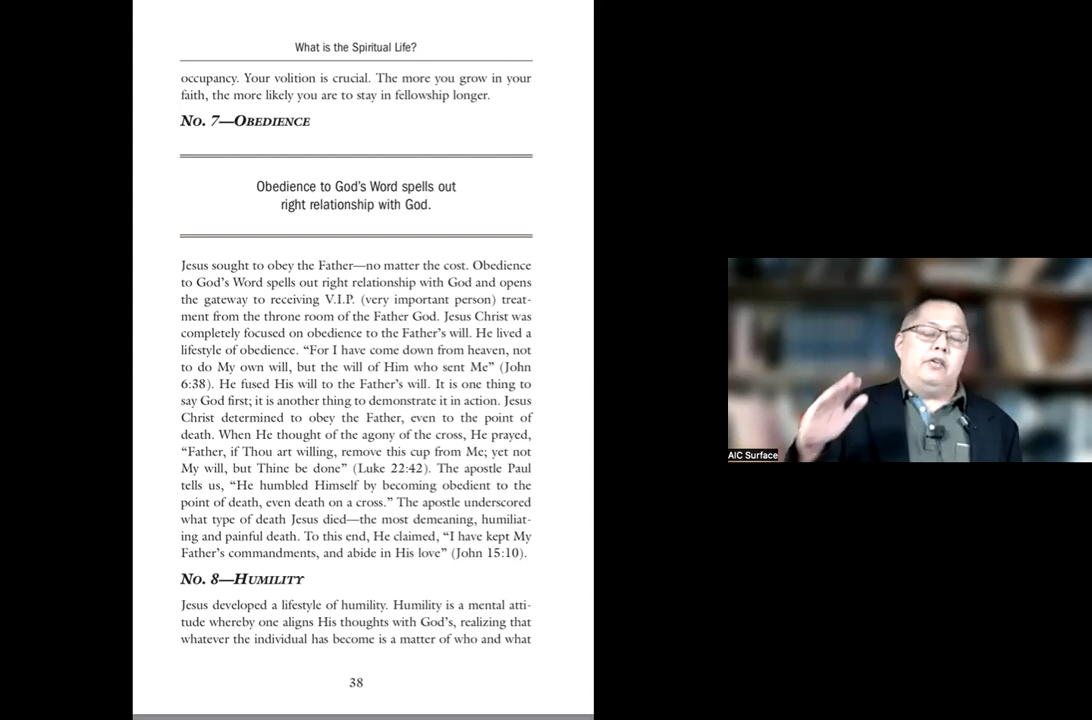 What is the Spiritual Life?
occupancy. Your volition is crucial. The more you grow in your
faith, the more likely you are to stay in fellowship longer.
No. 7—Obedience
Obedience to God's Word spells out
right relationship with God.
Jesus sought to obey the Father—no matter the cost. Obedience
to God's Word spells out right relationship with God and opens
the gateway to receiving V.I.P. (very important person) treat-
ment from the throne room of the Father God. Jesus Christ was
completely focused on obedience to the Father's will. He lived a
lifestyle of obedience. “For I have come down from heaven, not
to do My own will, but the will of Him who sent Me” (John
6:38). He fused His will to the Father's will. It is one thing to
say God first; it is another thing to demonstrate it in action. Jesus
Christ determined to obey the Father, even to the point of
death. When He thought of the agony of the cross, He prayed,
“Father, if Thou art willing, remove this cup from Me; yet not
My will, but Thine be done” (Luke 22:42). The apostle Paul
tells us, “He humbled Himself by becoming obedient to the
point of death, even death on a cross.” The apostle underscored
what type of death Jesus died—the most demeaning, humiliat-
ing and painful death. To this end, He claimed, “I have kept My
Father's commandments, and abide in His love” (John 15:10).
No. 8—Humility
Jesus developed a lifestyle of humility. Humility is a mental atti-
tude whereby one aligns His thoughts with God's, realizing that
whatever the individual has become is a matter of who and what
38
AIC Surface